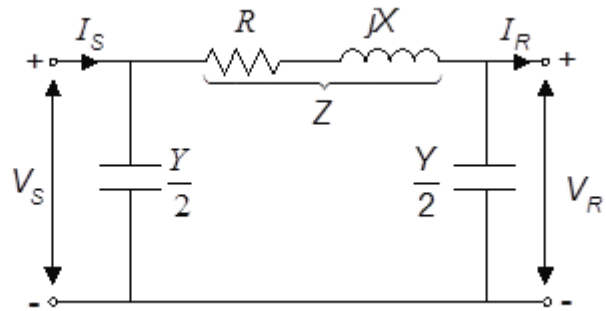 I_S R jX I_R
+ +
Z
V_S Y/2 Y/2 V_R
- -